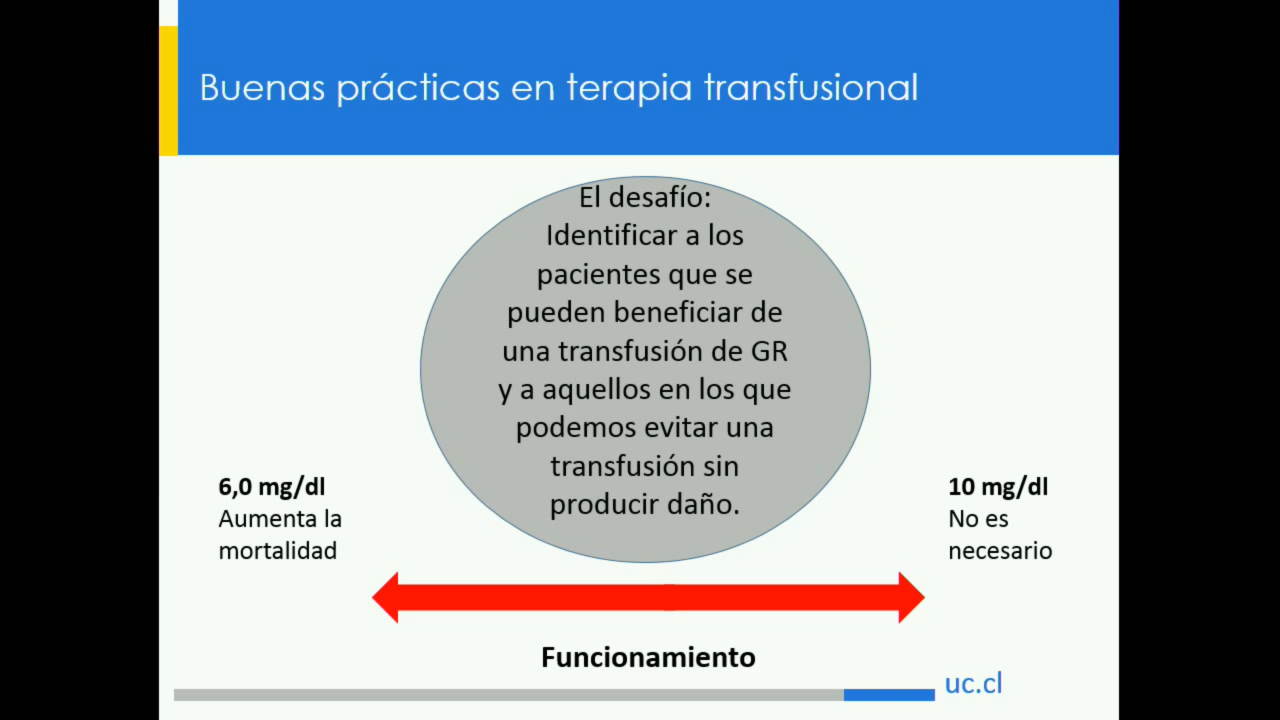 Buenas prácticas en terapia transfusional
El desafío:
Identificar a los
pacientes que se
pueden beneficiar de
una transfusión de GR
y a aquellos en los que
podemos evitar una
transfusión sin
producir daño.
6,0 mg/dl
Aumenta la
mortalidad
10 mg/dl
No es
necesario
Funcionamiento
uc.cl